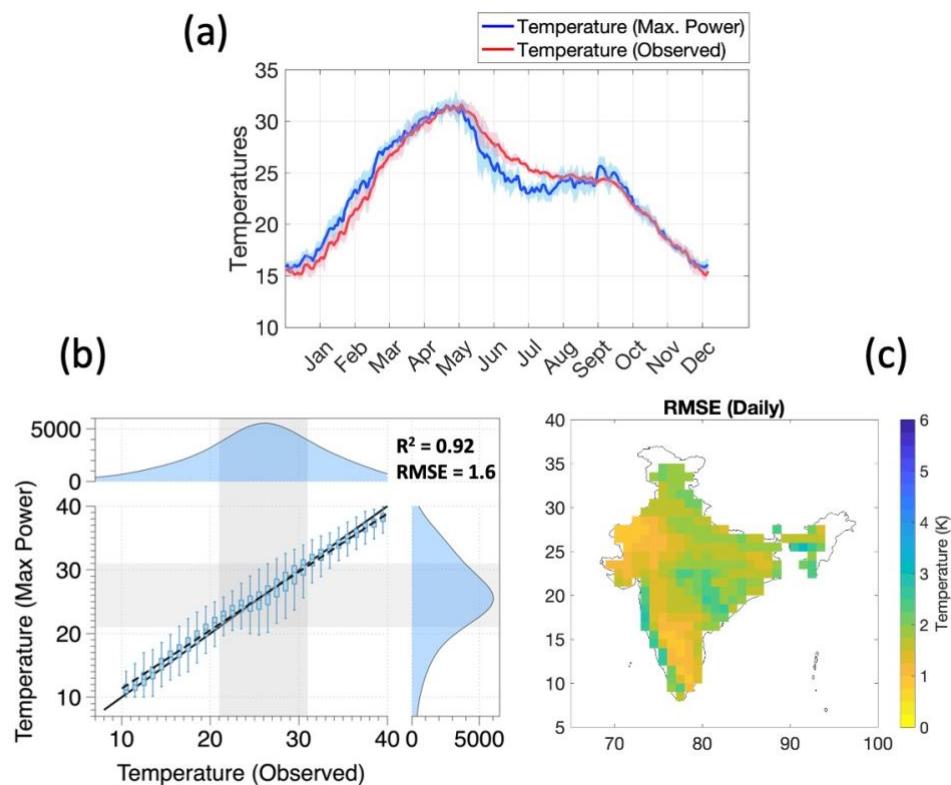 (a)
Temperature (Max. Power)
Temperature (Observed)
35
30
25
20
15
10
Temperatures
Jan
Feb
Mar
Apr
May
Jun
Jul
Aug
Sept
Oct
Nov
Dec
(b)
5000
0
R² = 0.92
RMSE = 1.6
40
30
20
10
Temperature (Max Power)
10 20 30 40
Temperature (Observed)
0 5000
(c)
RMSE (Daily)
40
35
30
25
20
15
10
5
70 80 90 100
6
5
4
3
2
1
0
Temperature (K)